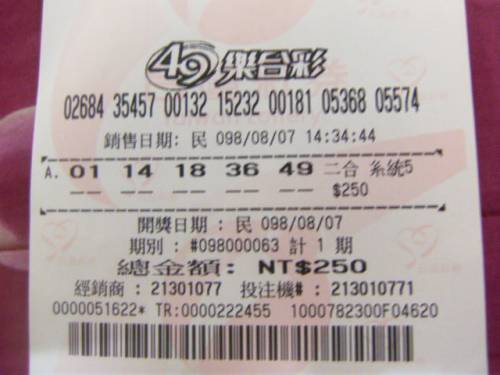 49 樂合彩
02684 35457 00132 15232 00181 05368 05574
銷售日期: 民 098/08/07 14:34:44
A. 01 14 18 36 49 二合 系統5
-- -- -- -- -- $250
開獎日期 : 民 098/08/07
期別 : #098000063 計 1 期
總金額: NT$250
經銷商 : 21301077 投注機# : 213010771
0000051622* TR:0000222455 1000782300F04620